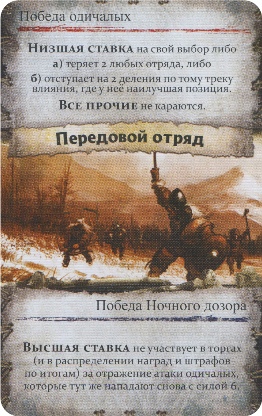 Победа одичалых
Низшая ставка на свой выбор либо
а) теряет 2 любых отряда, либо
б) отступает на 2 деления по тому треку
влияния, где у неё наилучшая позиция.
Все прочие не караются.
Передовой отряд
Победа Ночного дозора
Высшая ставка не участвует в торгах
(и в распределении наград и штрафов
по итогам) за отражение атаки одичалых,
которые тут же нападают снова с силой 6.